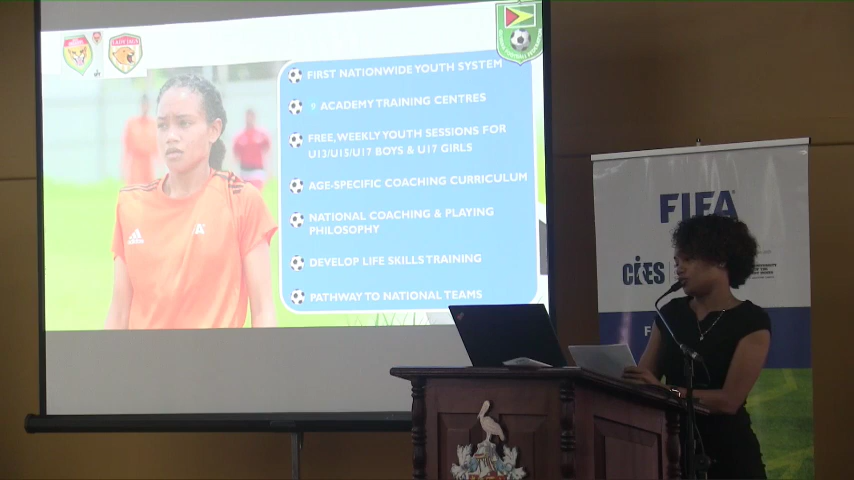 FIRST NATIONWIDE YOUTH SYSTEM
9 ACADEMY TRAINING CENTRES
FREE, WEEKLY YOUTH SESSIONS FOR
U13/U15/U17 BOYS & U17 GIRLS
AGE-SPECIFIC COACHING CURRICULUM
NATIONAL COACHING & PLAYING
PHILOSOPHY
DEVELOP LIFE SKILLS TRAINING
PATHWAY TO NATIONAL TEAMS
adidas
FIFA
CIES